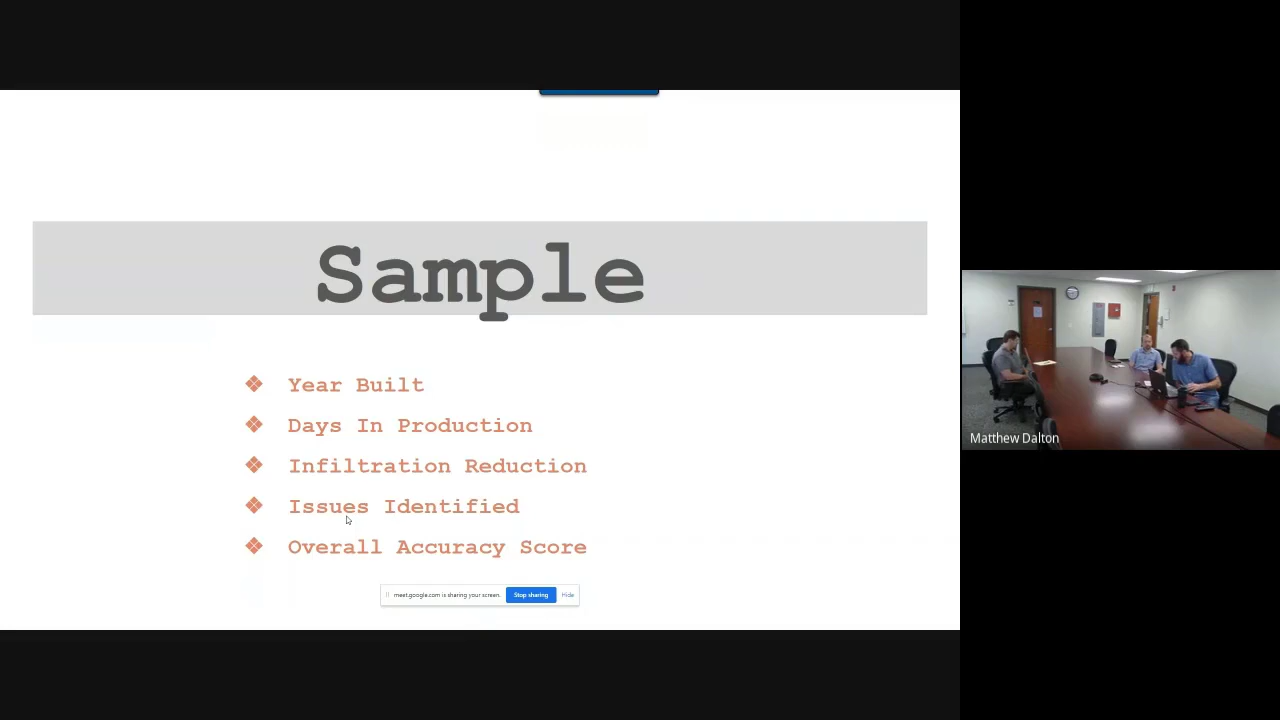 Sample
Year Built
Days In Production
Infiltration Reduction
Issues Identified
Overall Accuracy Score
meet.google.com is sharing your screen.
Stop sharing
Hide
Matthew Dalton